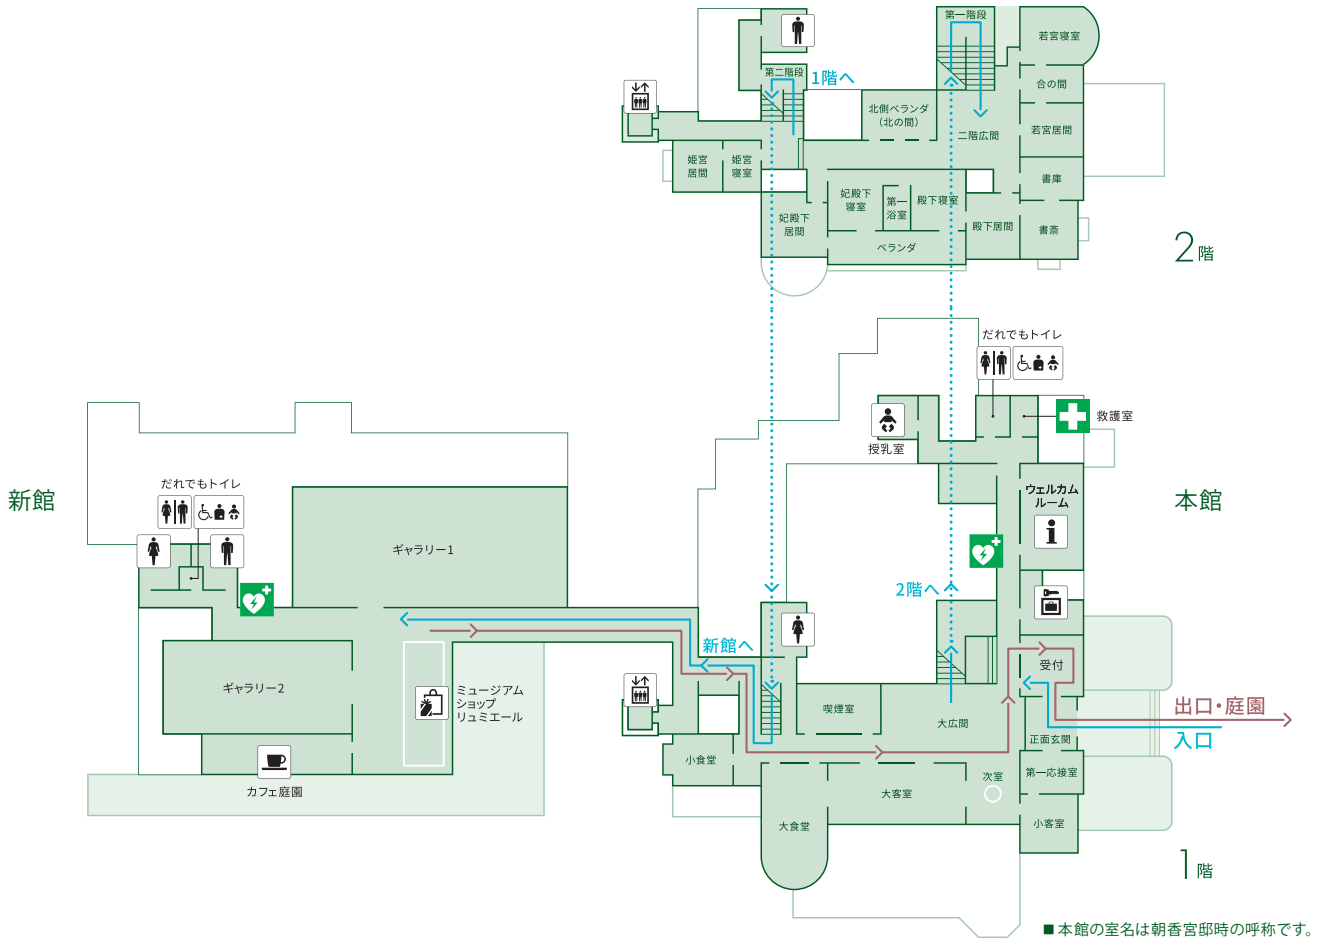 第一階段
若宮寝室
第二階段
1階へ
合の間
北側ベランダ
(北の間)
二階広間
若宮居間
姫宮
居間
姫宮
寝室
書庫
妃殿下
寝室
第一
浴室
殿下寝室
妃殿下
居間
殿下居間
書斎
ベランダ
2階
だれでもトイレ
救護室
授乳室
新館
だれでもトイレ
ウェルカム
ルーム
本館
ギャラリー1
2階へ
新館へ
受付
ギャラリー2
ミュージアム
ショップ
リュミエール
喫煙室
大広間
出口・庭園
入口
正面玄関
小食堂
次室
第一応接室
カフェ庭園
大客室
大食堂
小客室
1階
■本館の室名は朝香宮邸時の呼称です。